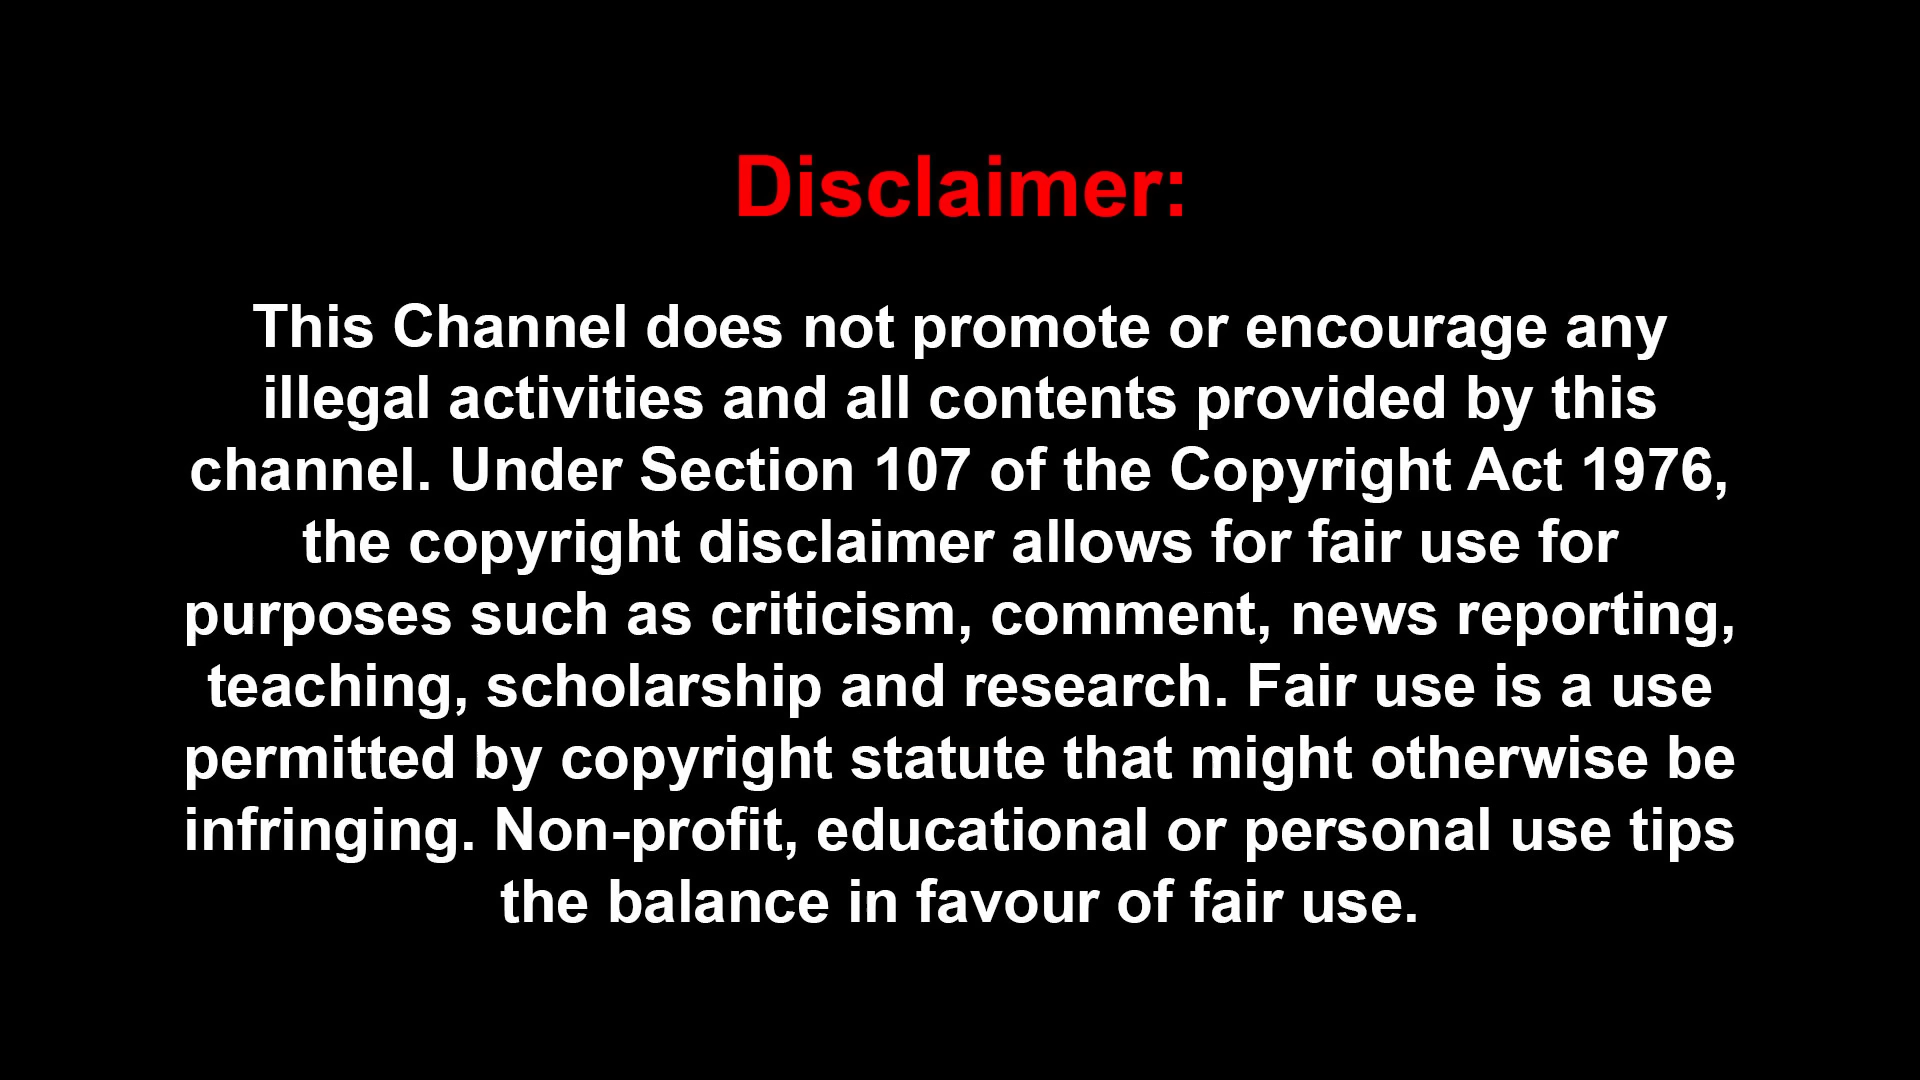 Disclaimer:
This Channel does not promote or encourage any
illegal activities and all contents provided by this
channel. Under Section 107 of the Copyright Act 1976,
the copyright disclaimer allows for fair use for
purposes such as criticism, comment, news reporting,
teaching, scholarship and research. Fair use is a use
permitted by copyright statute that might otherwise be
infringing. Non-profit, educational or personal use tips
the balance in favour of fair use.